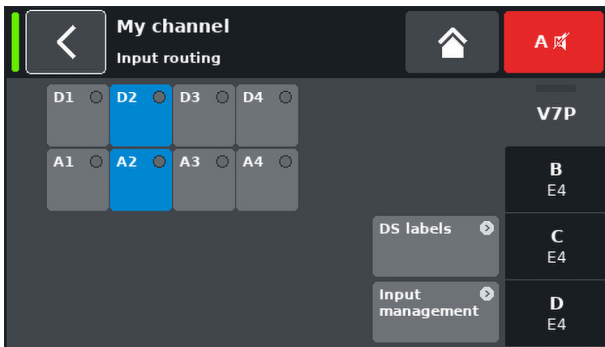 My channel
Input routing
A
D1 D2 D3 D4
V7P
A1 A2 A3 A4
B
E4
DS labels
C
E4
Input
management
D
E4